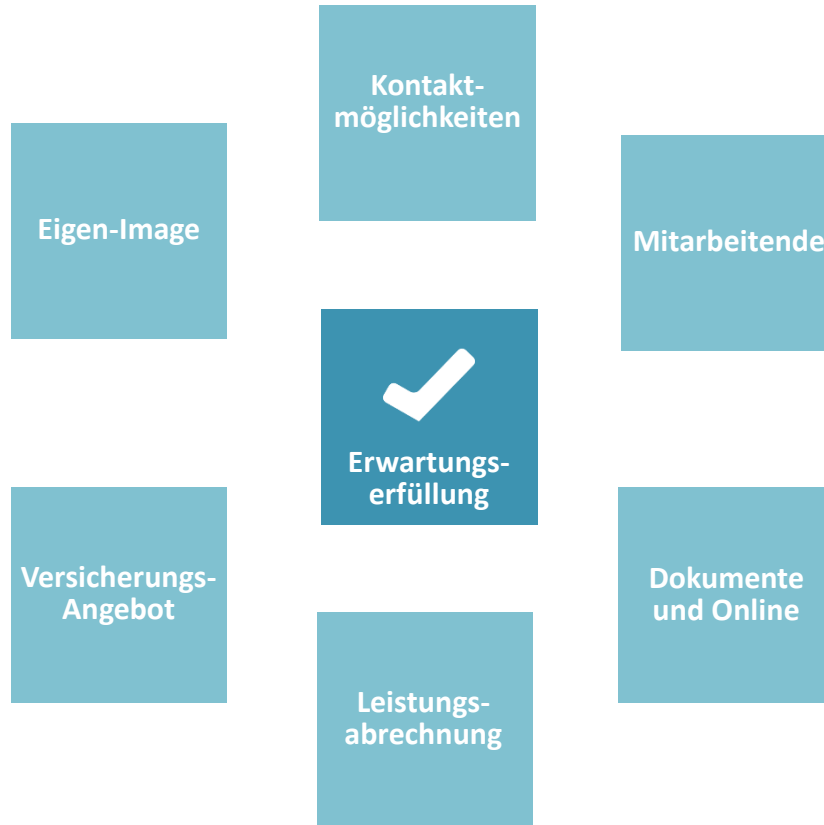 Kontakt-
möglichkeiten
Eigen-Image
Mitarbeitende
Erwartungs-
erfüllung
Versicherungs-
Angebot
Dokumente
und Online
Leistungs-
abrechnung